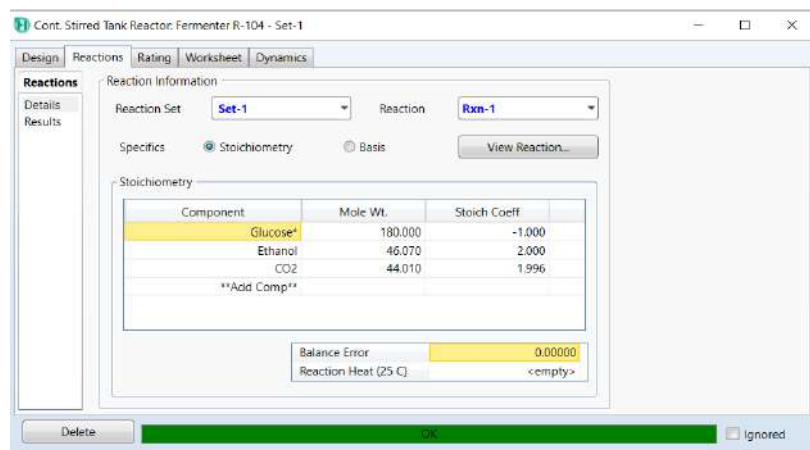 Cont. Stirred Tank Reactor: Fermenter R-104 - Set-1
Design Reactions Rating Worksheet Dynamics
Reactions
Details
Results
Reaction Information
Reaction Set Set-1 Reaction Rxn-1
Specifics Stoichiometry Basis View Reaction...
Stoichiometry
Component Mole Wt. Stoich Coeff
Glucose* 180.000 -1.000
Ethanol 46.070 2.000
CO2 44.010 1.996
**Add Comp**
Balance Error 0.00000
Reaction Heat (25 C) <empty>
Delete OK Ignored